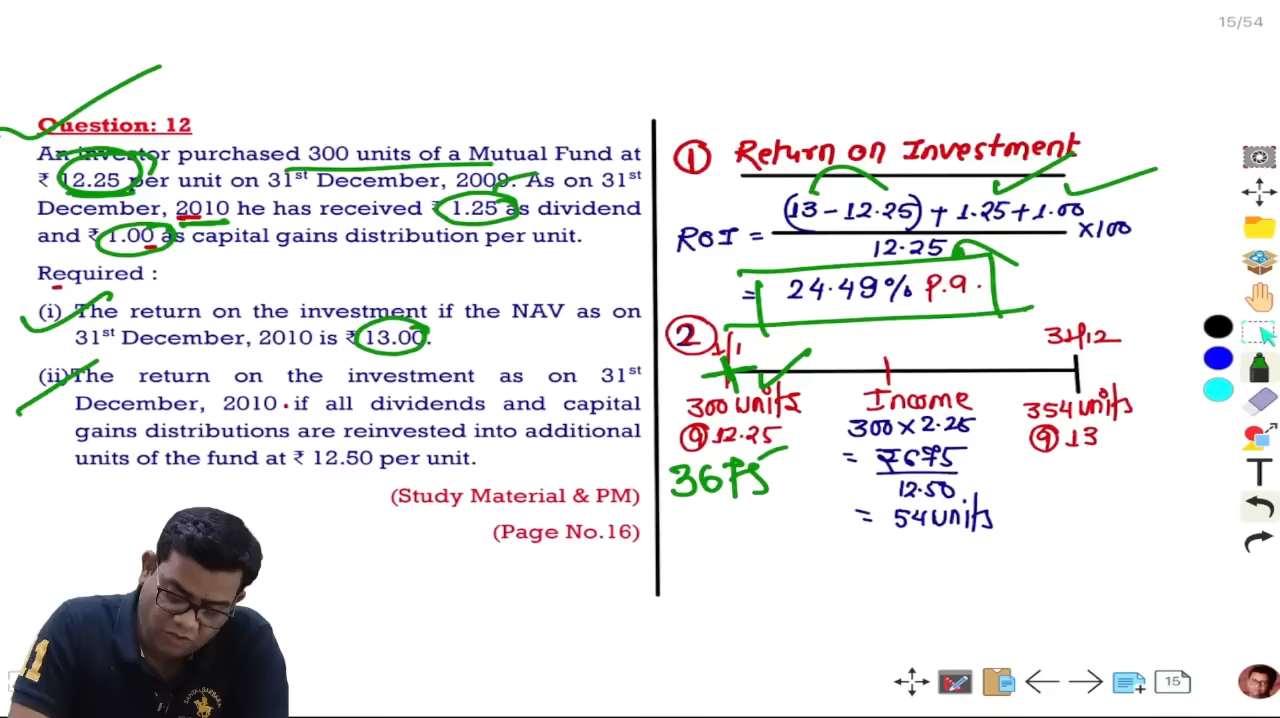 15/54
Question: 12
An investor purchased 300 units of a Mutual Fund at
₹ 12.25 per unit on 31st December, 2009. As on 31st
December, 2010 he has received ₹ 1.25 as dividend
and ₹ 1.00 as capital gains distribution per unit.
Required :
(i) The return on the investment if the NAV as on
31st December, 2010 is ₹ 13.00.
(ii) The return on the investment as on 31st
December, 2010 if all dividends and capital
gains distributions are reinvested into additional
units of the fund at ₹ 12.50 per unit.
(Study Material & PM)
(Page No.16)
① Return on Investment
ROI = (13 - 12.25) + 1.25 + 1.00
12.25
×100
= 24.49% p.a.
②
1/1
31/12
300 units
@ 12.25
3675
Income
300 × 2.25
= ₹675
12.50
= 54 units
354 units
@ 13
T
15